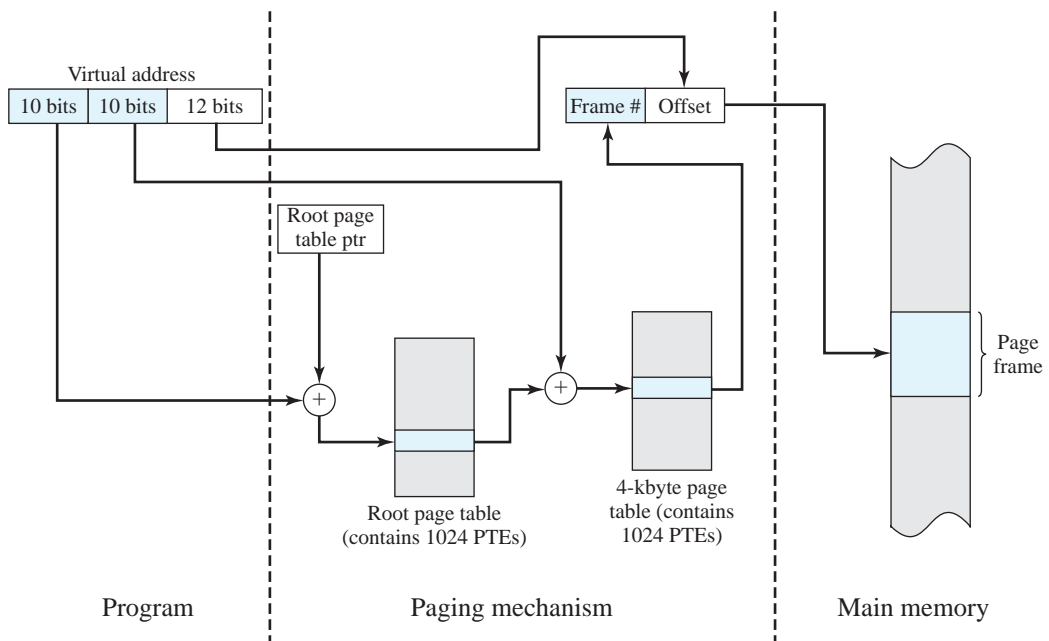 Virtual address
10 bits 10 bits 12 bits
Frame # Offset
Root page
table ptr
+
+
Page
frame
Root page table
(contains 1024 PTEs)
4-kbyte page
table (contains
1024 PTEs)
Program
Paging mechanism
Main memory